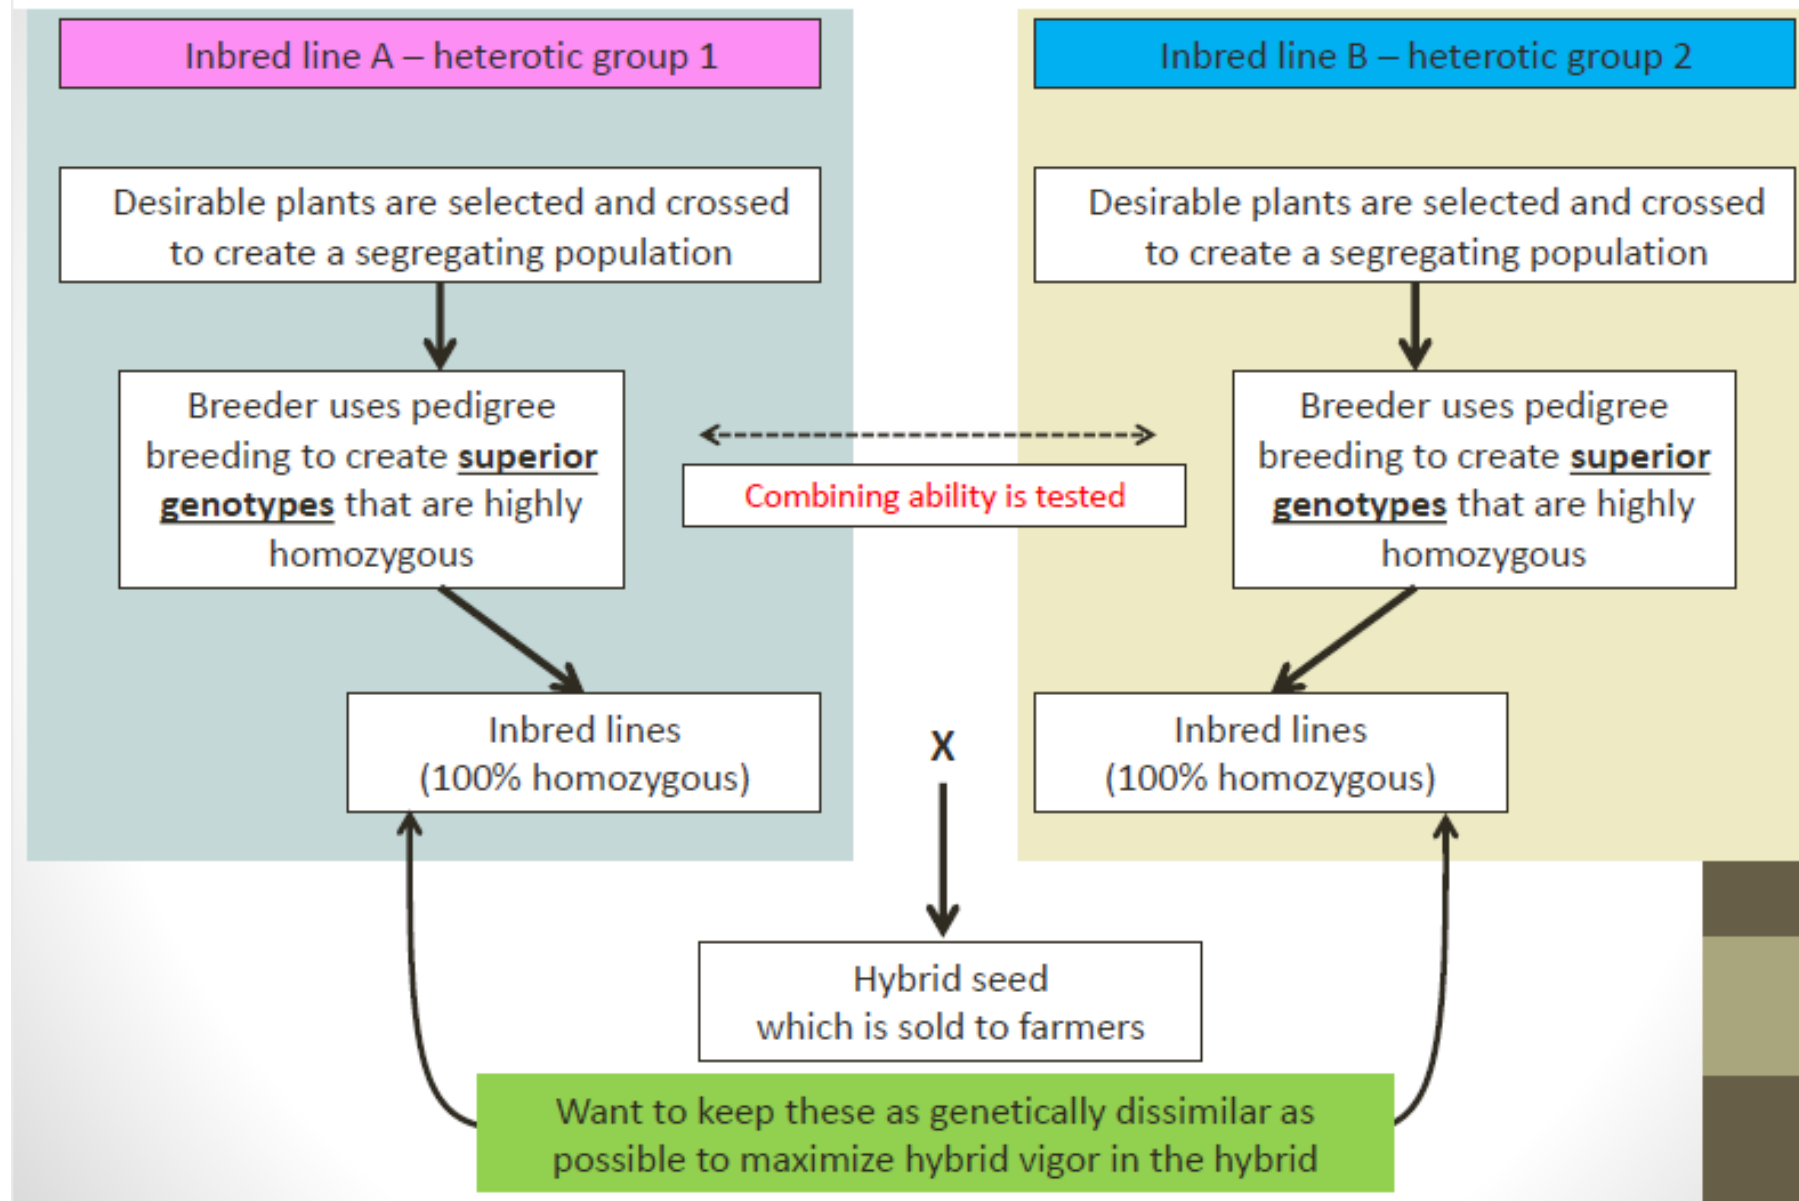 Inbred line A – heterotic group 1
Inbred line B – heterotic group 2
Desirable plants are selected and crossed
to create a segregating population
Desirable plants are selected and crossed
to create a segregating population
Breeder uses pedigree
breeding to create superior
genotypes that are highly
homozygous
Combining ability is tested
Breeder uses pedigree
breeding to create superior
genotypes that are highly
homozygous
Inbred lines
(100% homozygous)
X
Inbred lines
(100% homozygous)
Hybrid seed
which is sold to farmers
Want to keep these as genetically dissimilar as
possible to maximize hybrid vigor in the hybrid